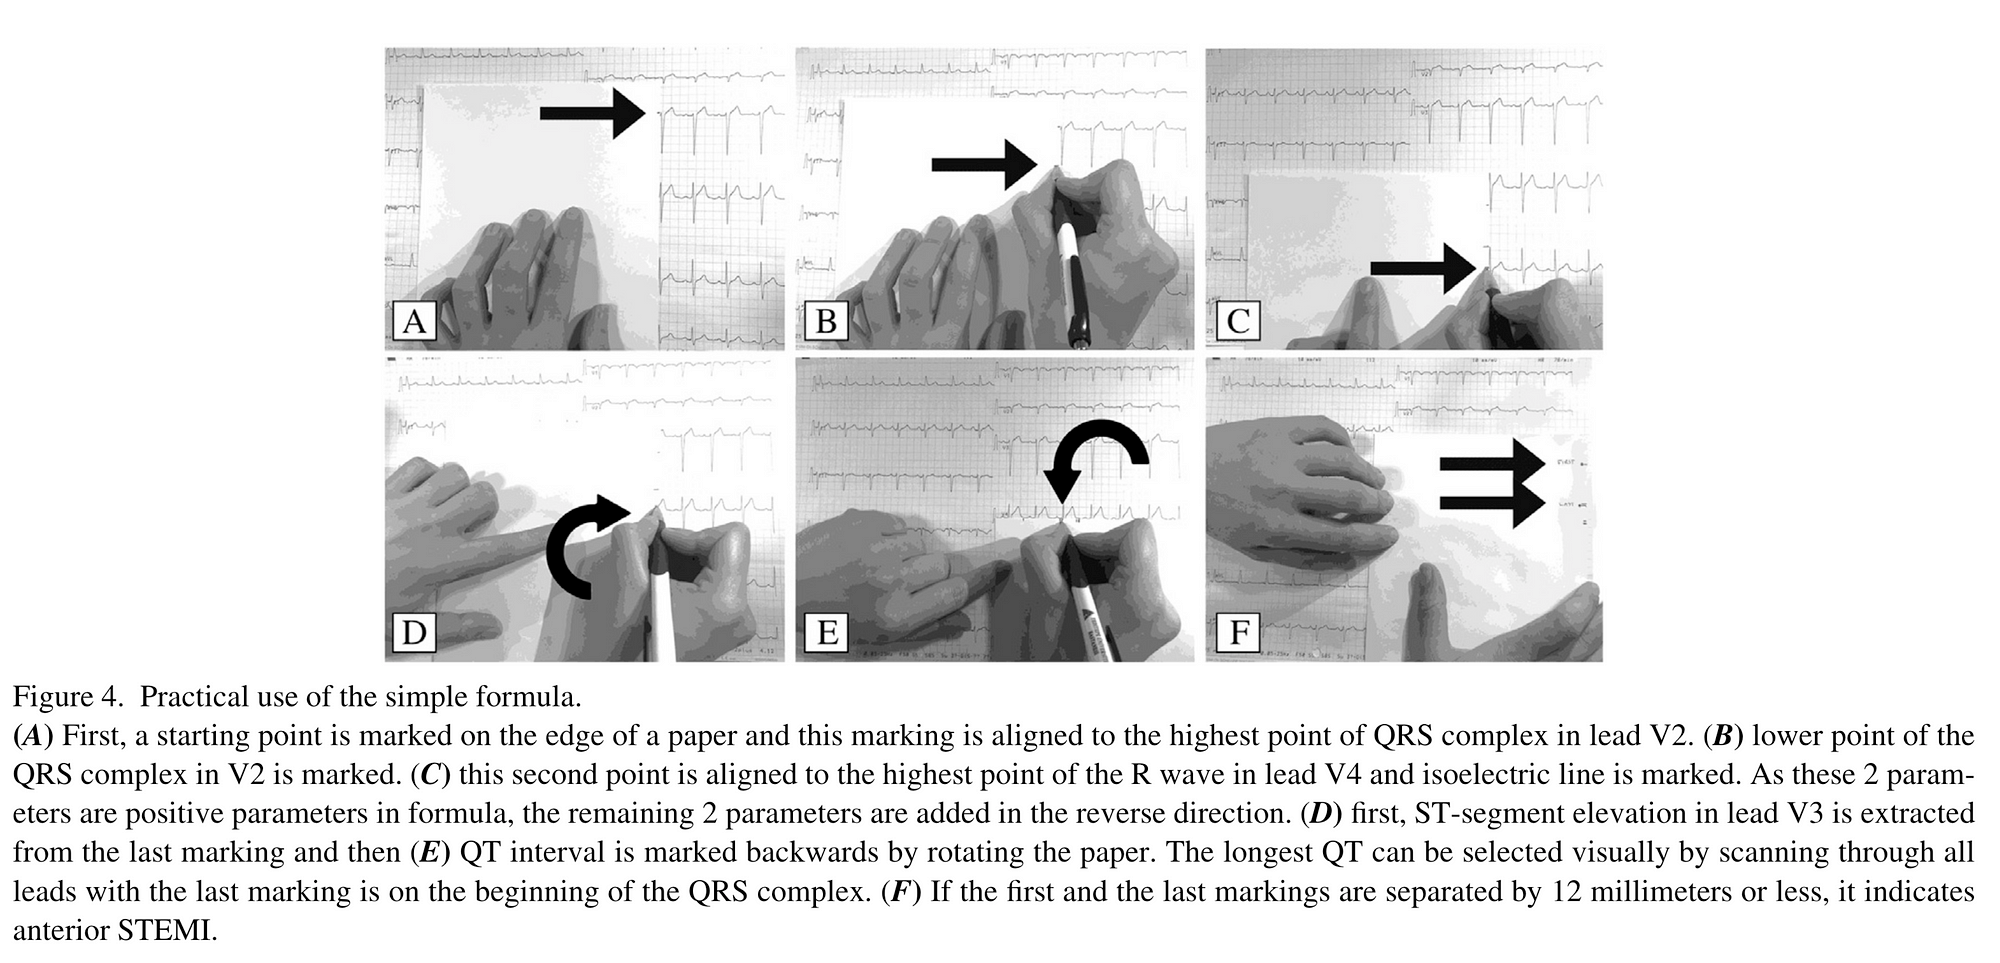 A
B
C
D
E
F
Figure 4. Practical use of the simple formula.
(A) First, a starting point is marked on the edge of a paper and this marking is aligned to the highest point of QRS complex in lead V2. (B) lower point of the
QRS complex in V2 is marked. (C) this second point is aligned to the highest point of the R wave in lead V4 and isoelectric line is marked. As these 2 param-
eters are positive parameters in formula, the remaining 2 parameters are added in the reverse direction. (D) first, ST-segment elevation in lead V3 is extracted
from the last marking and then (E) QT interval is marked backwards by rotating the paper. The longest QT can be selected visually by scanning through all
leads with the last marking is on the beginning of the QRS complex. (F) If the first and the last markings are separated by 12 millimeters or less, it indicates
anterior STEMI.